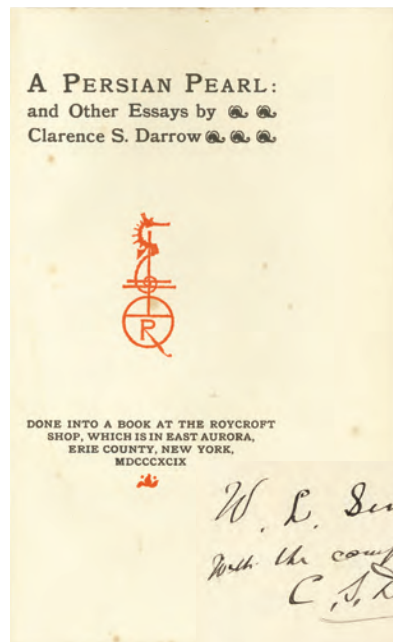 A PERSIAN PEARL:
and Other Essays by
Clarence S. Darrow
P
DONE INTO A BOOK AT THE ROYCROFT
SHOP, WHICH IS IN EAST AURORA,
ERIE COUNTY, NEW YORK,
MDCCCXCIX
W. L.
With the
C. S. D